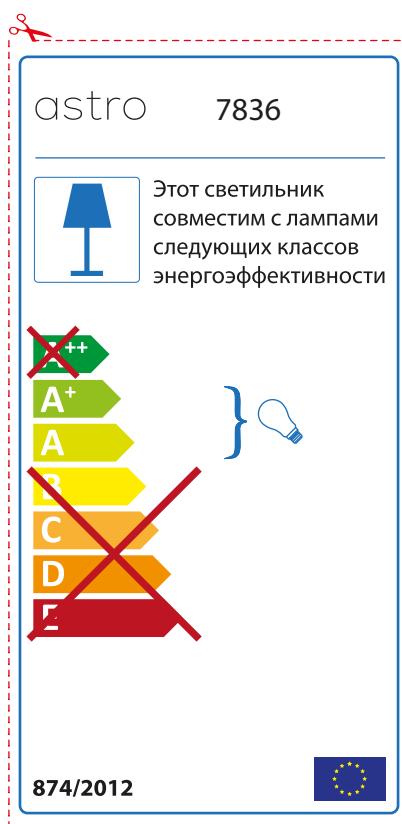 astro 7836
Этот светильник
совместим с лампами
следующих классов
энергоэффективности
A++
A+
A
B
C
D
E
874/2012